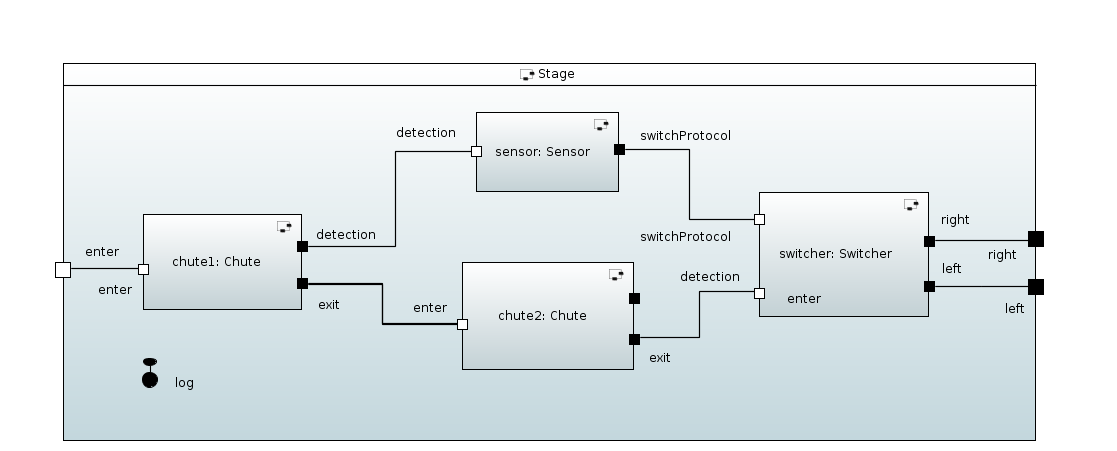 Stage
detection
sensor: Sensor
switchProtocol
enter
enter
chute1: Chute
detection
exit
switchProtocol
switcher: Switcher
right
right
left
left
enter
chute2: Chute
detection
enter
exit
log